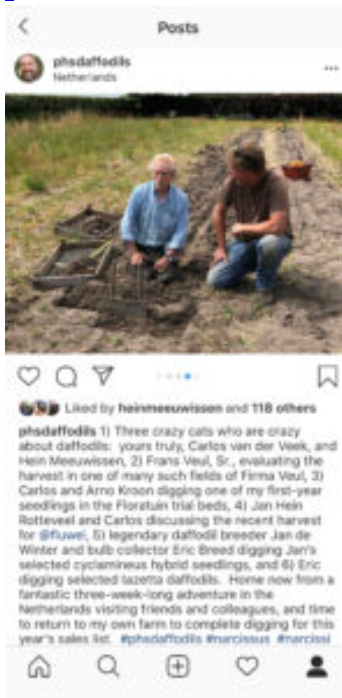 Posts
phsdaffodils
Netherlands
Liked by heinmeeuwissen and 118 others
phsdaffodils 1) Three crazy cats who are crazy
about daffodils: yours truly, Carlos van der Veek, and
Hein Meeuwissen, 2) Frans Veul, Sr., evaluating the
harvest in one of many such fields of Firma Veul, 3)
Carlos and Arno Kroon digging one of my first-year
seedlings in the Floratuin trial beds, 4) Jan Hein
Rotteveel and Carlos discussing the recent harvest
for @fluwel, 5) legendary daffodil breeder Jan de
Winter and bulb collector Eric Breed digging Jan's
selected cyclamineus hybrid seedlings, and 6) Eric
digging selected tazetta daffodils. Home now from a
fantastic three-week-long adventure in the
Netherlands visiting friends and colleagues, and time
to return to my own farm to complete digging for this
year's sales list. #phsdaffodils #narcissus #narcissi